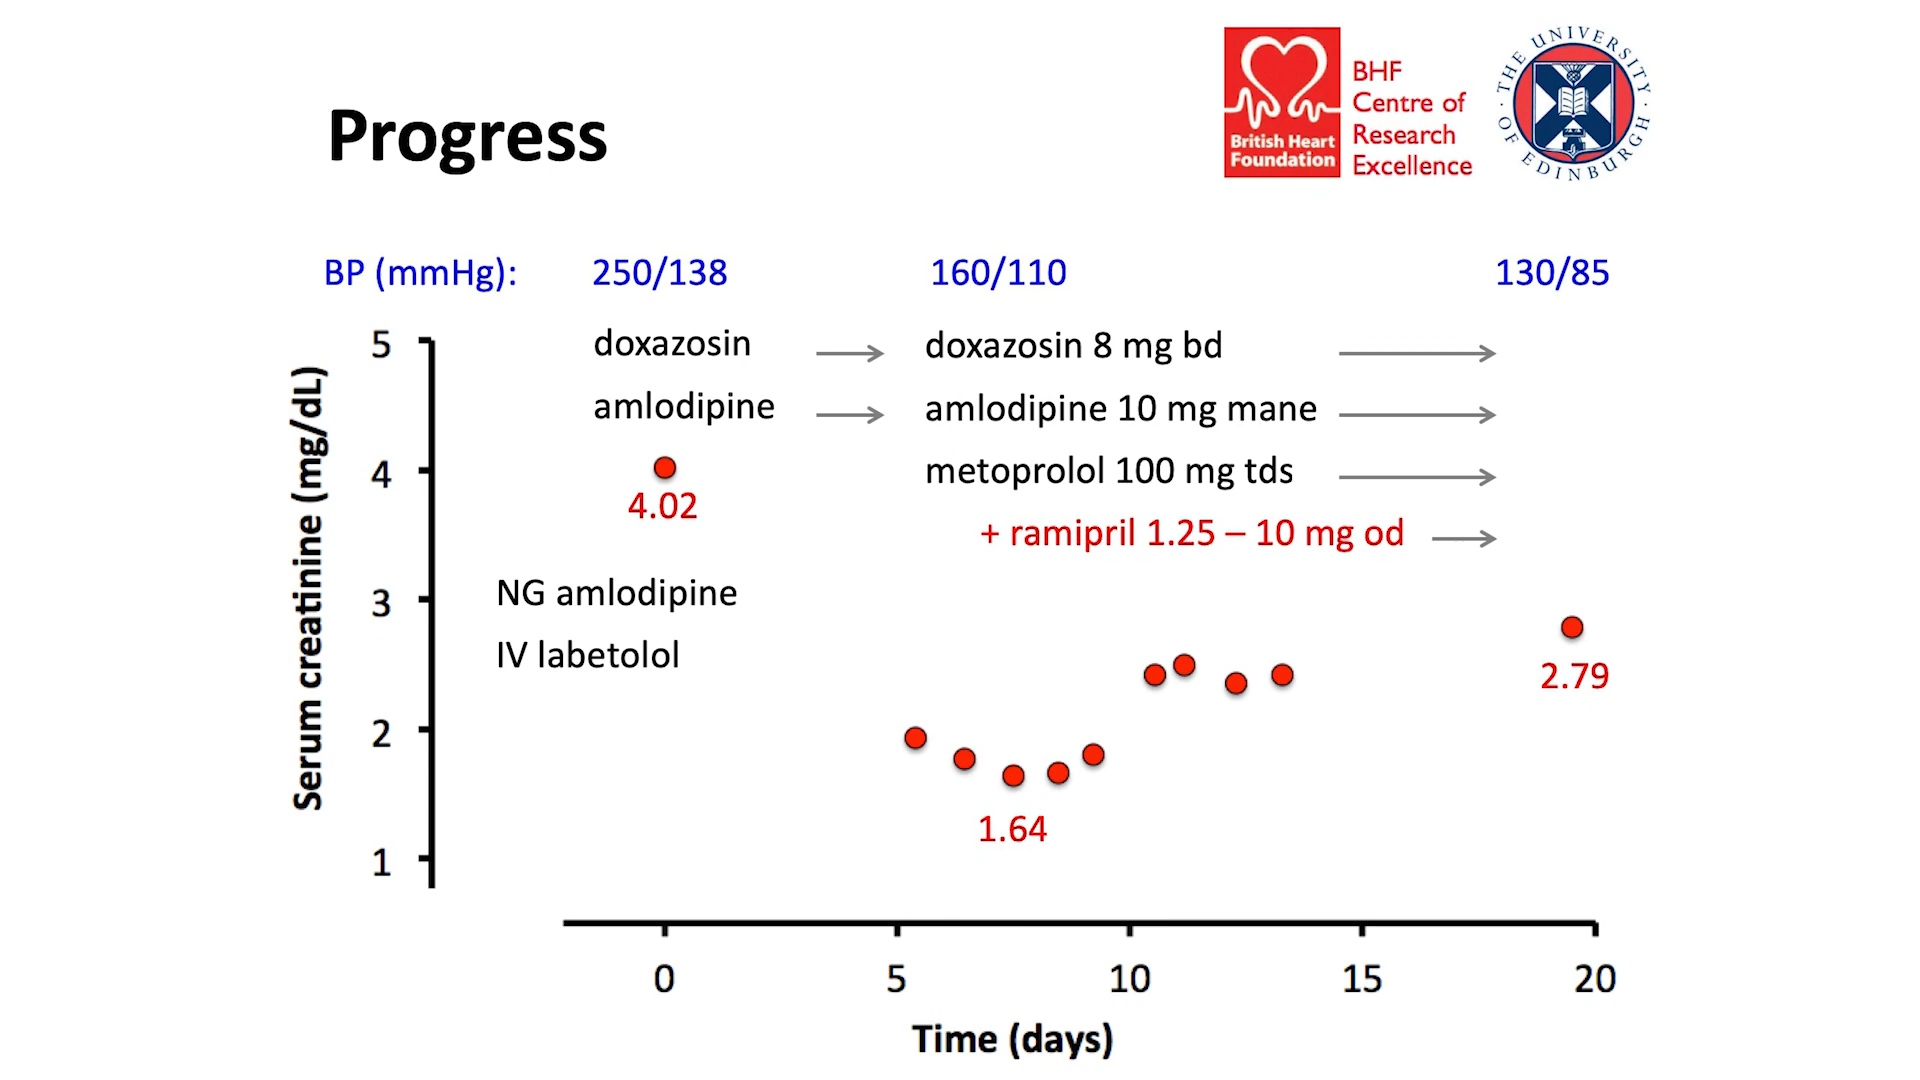 Progress
British Heart
Foundation
BHF
Centre of
Research
Excellence
· THE UNIVERSITY · OF EDINBURGH
BP (mmHg): 250/138 160/110 130/85
doxazosin doxazosin 8 mg bd
amlodipine amlodipine 10 mg mane
metoprolol 100 mg tds
+ ramipril 1.25 – 10 mg od
NG amlodipine
IV labetolol
4.02
1.64
2.79
Serum creatinine (mg/dL)
5
4
3
2
1
0 5 10 15 20
Time (days)